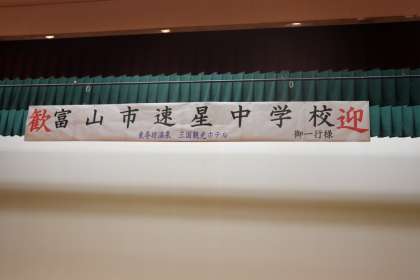 歓富山市速星中学校迎
東尋坊温泉 三国観光ホテル 御一行様